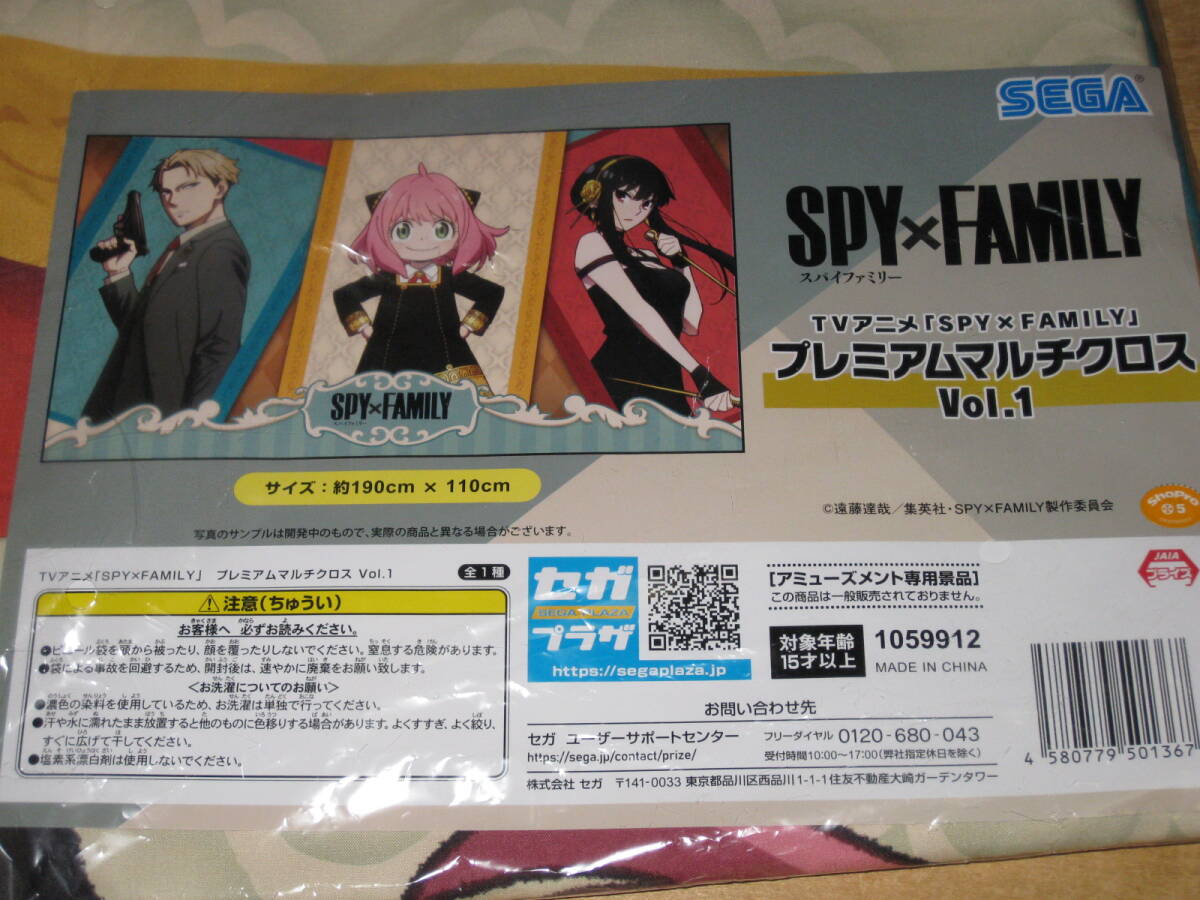 SEGA®
SPY×FAMILY
スパイファミリー
TVアニメ「SPY×FAMILY」
プレミアムマルチクロス
Vol.1
SPY×FAMILY
スパイファミリー
サイズ：約190cm × 110cm
©遠藤達哉／集英社・SPY×FAMILY製作委員会
ShoPro
5
写真のサンプルは開発中のもので、実際の商品と異なる場合がございます。
TVアニメ「SPY×FAMILY」 プレミアムマルチクロス Vol.1
全1種
⚠注意（ちゅうい）
お客様へ 必ずお読みください。
●ビニール袋を頭から被ったり、顔を覆ったりしないでください。窒息する危険があります。
●袋による事故を回避するため、開封後は、速やかに廃棄をお願い致します。
＜お洗濯についてのお願い＞
●濃色の染料を使用しているため、お洗濯は単独で行ってください。
●汗や水に濡れたまま放置すると他のものに色移りする場合があります。よくすすぎ、よく絞り、
すぐに広げて干してください。
●塩素系漂白剤は使用しないでください。
セガ
SEGA PLAZA
プラザ
https://segaplaza.jp
[アミューズメント専用景品]
この商品は一般販売されておりません。
対象年齢
15才以上
1059912
MADE IN CHINA
JAIA
プライズ
お問い合わせ先
セガ ユーザーサポートセンター
フリーダイヤル 0120-680-043
https://sega.jp/contact/prize/
受付時間10:00～17:00（弊社指定休日を除く）
株式会社 セガ 〒141-0033 東京都品川区西品川1-1-1住友不動産大崎ガーデンタワー
4 580779 501367